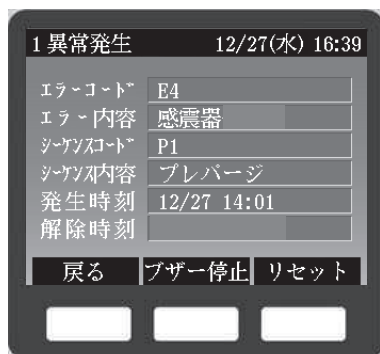 1 異常発生 12/27(水) 16:39
エラーコード E4
エラー内容 感震器
シーケンスコード P1
シーケンス内容 プレパージ
発生時刻 12/27 14:01
解除時刻
戻る ブザー停止 リセット